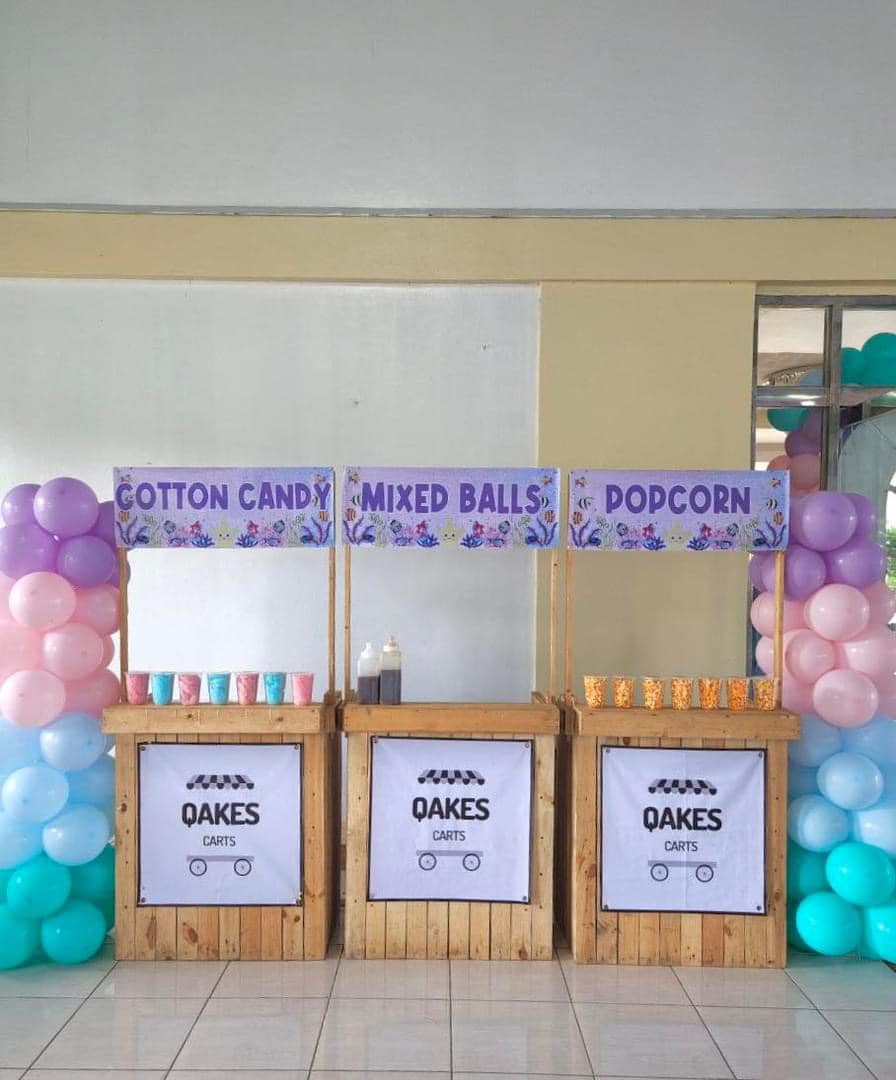 COTTON CANDY
MIXED BALLS
POPCORN
QAKES
CARTS
QAKES
CARTS
QAKES
CARTS